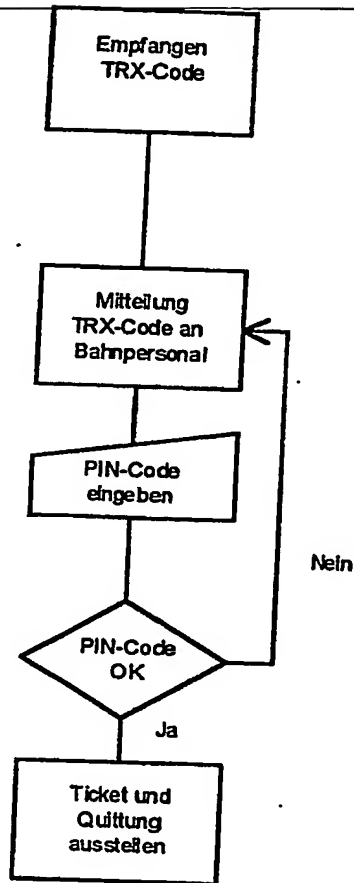 Empfangen
TRX-Code
Mitteilung
TRX-Code an
Bahnpersonal
PIN-Code
eingeben
Nein
PIN-Code
OK
Ja
Ticket und
Quittung
ausstellen